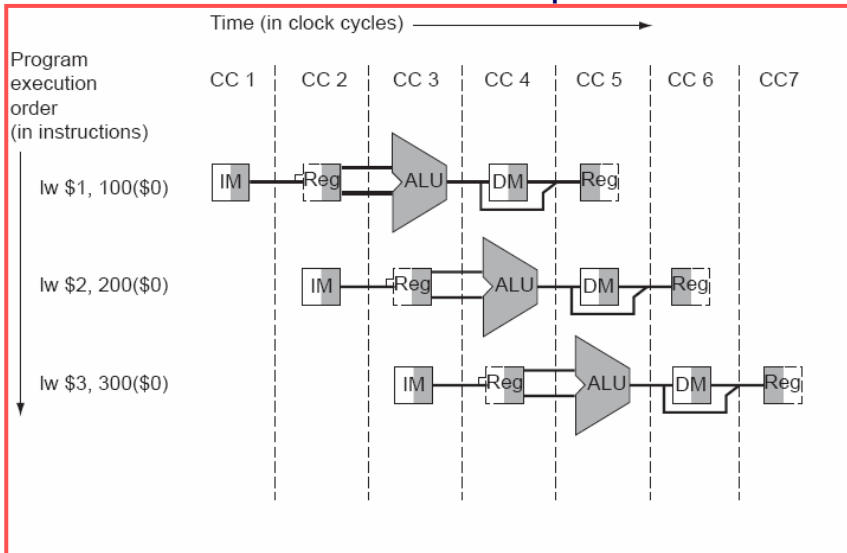 Time (in clock cycles)
Program
execution
order
(in instructions)
CC 1 CC 2 CC 3 CC 4 CC 5 CC 6 CC7
lw $1, 100($0) IM Reg ALU DM Reg
lw $2, 200($0) IM Reg ALU DM Reg
lw $3, 300($0) IM Reg ALU DM Reg